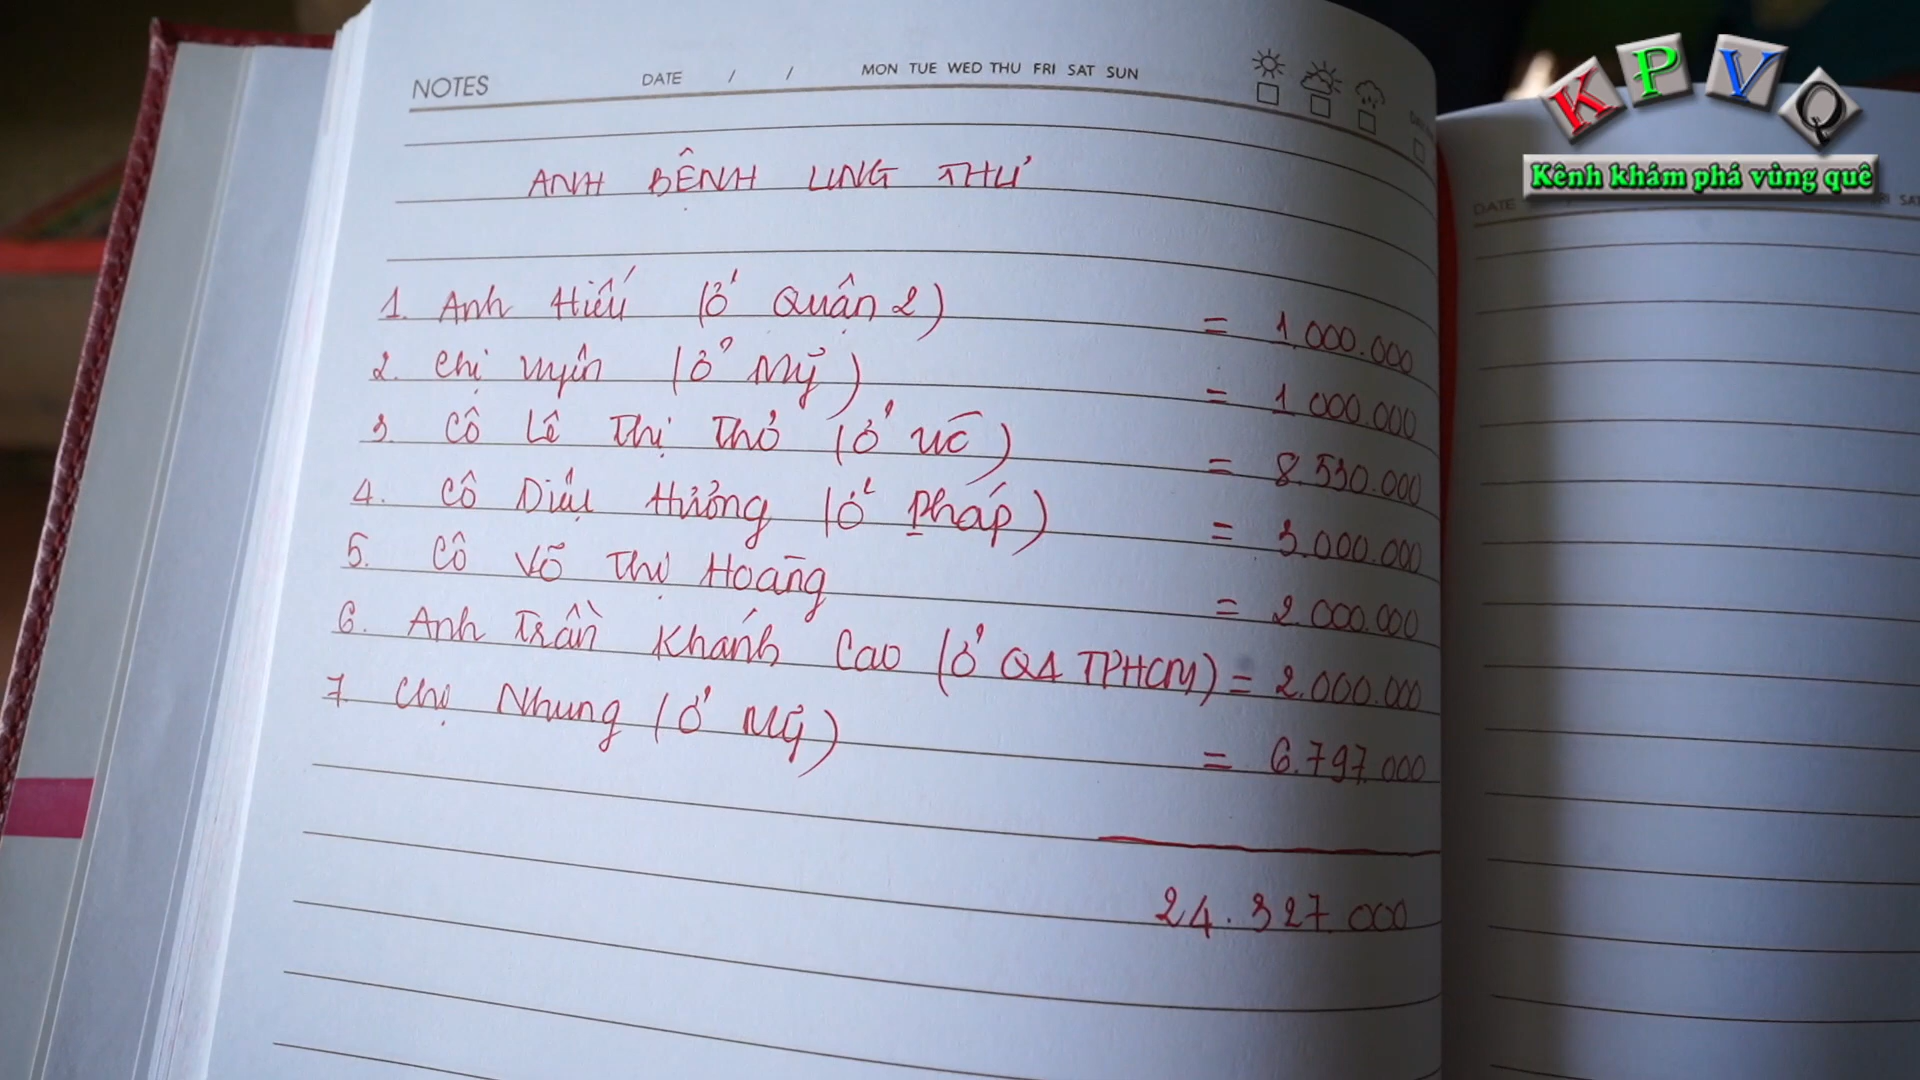 NOTES DATE / / MON TUE WED THU FRI SAT SUN
KPVQ
Kênh khám phá vùng quê
DATE
ANH BỆNH UNG THƯ
1. Anh Hiếu (Ở Quận 2) = 1.000.000
2. Chị Uyên (Ở Mỹ) = 1.000.000
3. Cô Lê Thị Thỏ (Ở Úc) = 8.530.000
4. Cô Diệu Hưởng (Ở Pháp) = 3.000.000
5. Cô Võ Thị Hoàng = 2.000.000
6. Anh Trần Khánh Cao (Ở Q4 TPHCM) = 2.000.000
7 Chị Nhung (Ở Mỹ) = 6.797.000
24.327.000